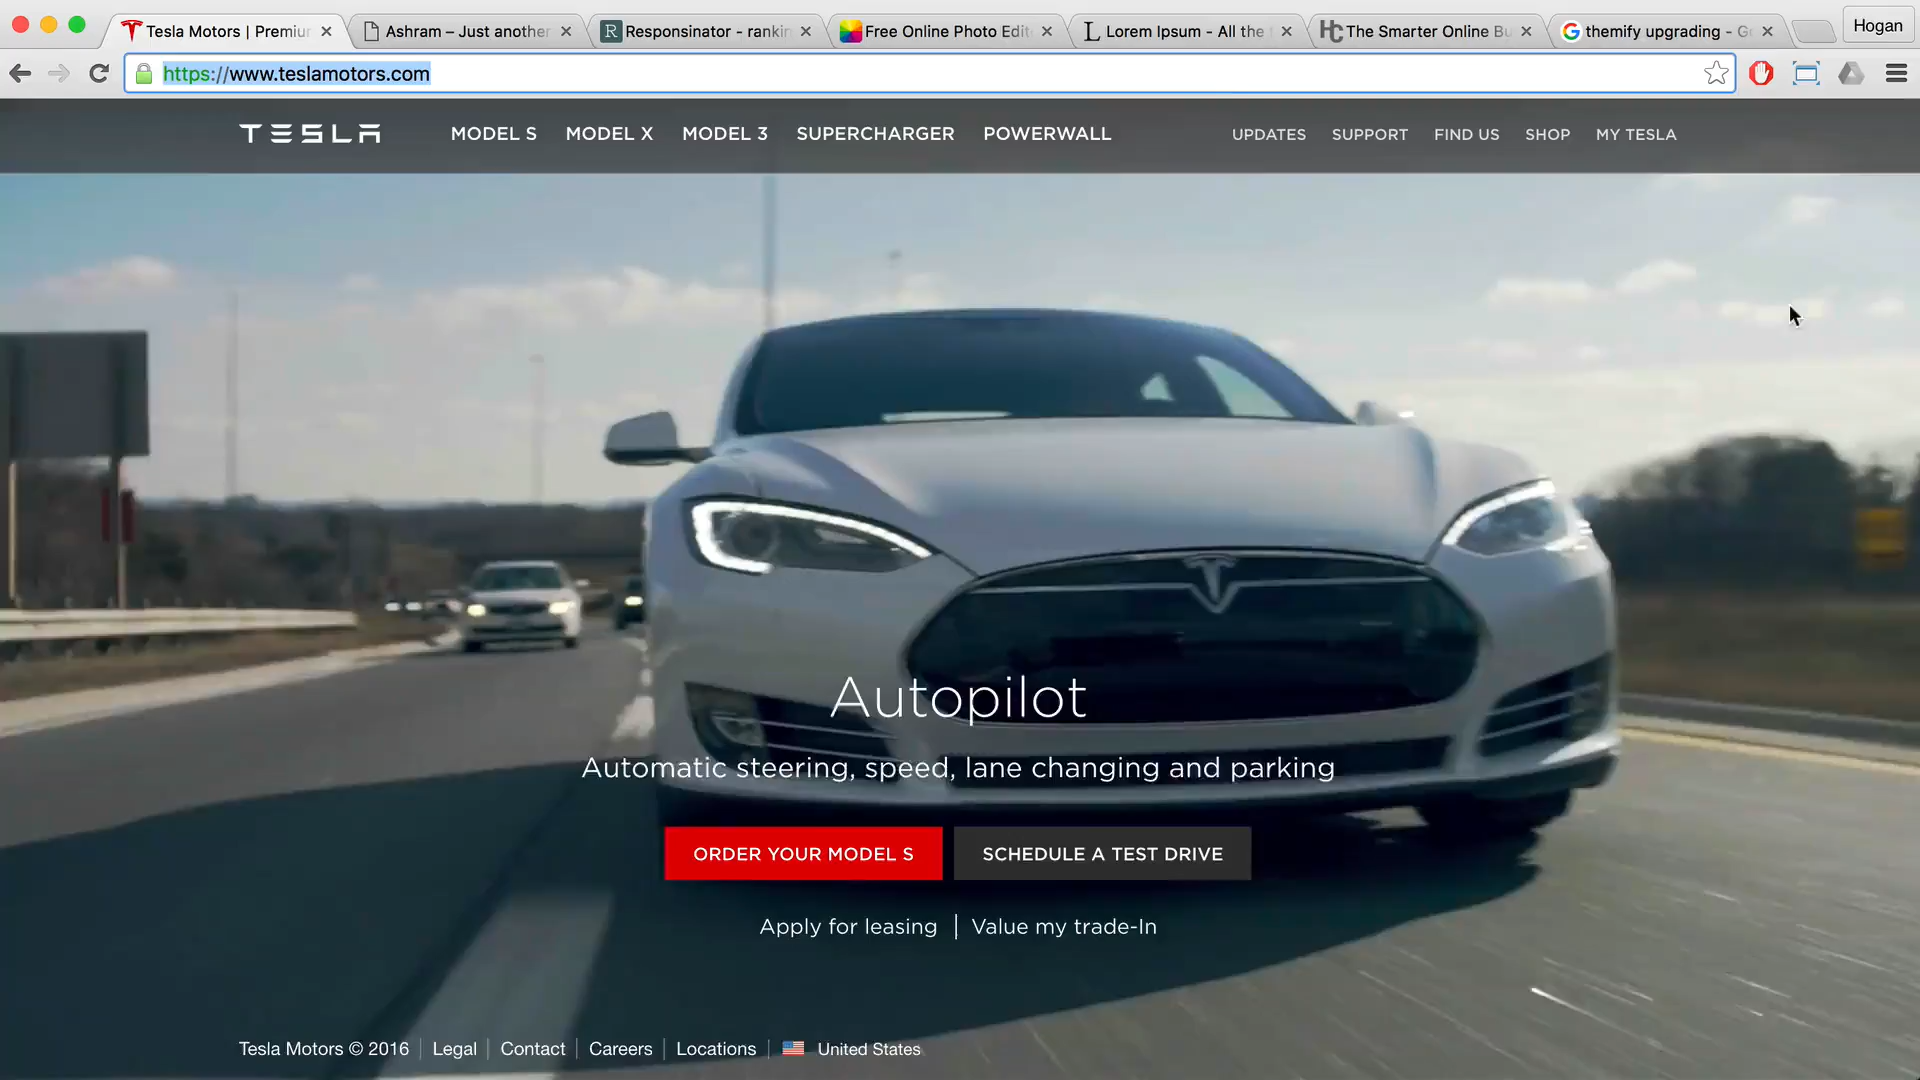 Tesla Motors | Premiu
Ashram – Just another
Responsinator - rankin
Free Online Photo Edit
Lorem Ipsum - All the
The Smarter Online Bu
themify upgrading - G
Hogan
https://www.teslamotors.com
TESLA
MODEL S
MODEL X
MODEL 3
SUPERCHARGER
POWERWALL
UPDATES
SUPPORT
FIND US
SHOP
MY TESLA
Autopilot
Automatic steering, speed, lane changing and parking
ORDER YOUR MODEL S
SCHEDULE A TEST DRIVE
Apply for leasing | Value my trade-In
Tesla Motors © 2016 | Legal | Contact | Careers | Locations | United States